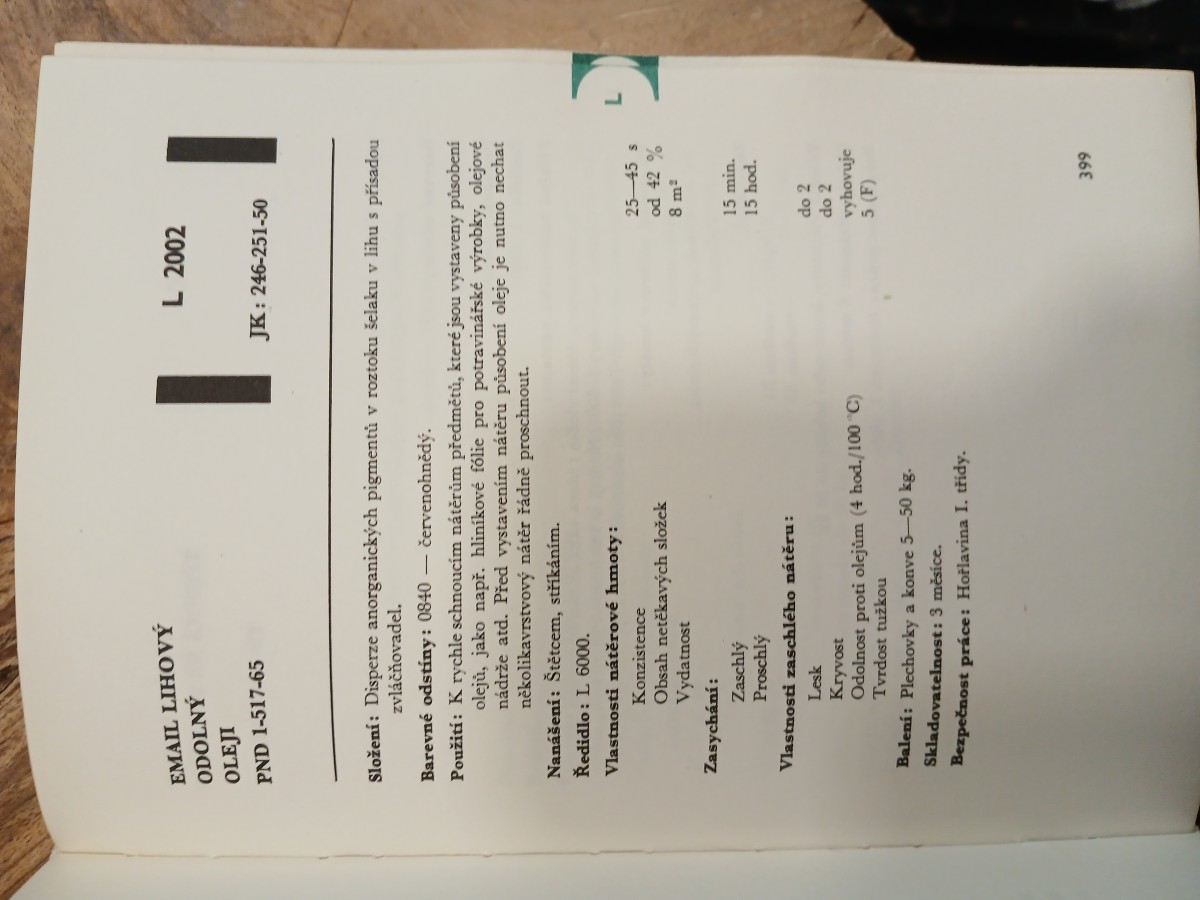 EMAIL LIHOVÝ
ODOLNÝ
OLEJI
PND 1-517-65
L 2002
JK: 246-251-50
Složení: Disperze anorganických pigmentů v roztoku šelaku v lihu s přísadou
zvláčňovadel.
Barevné odstíny: 0840 — červenohnědý.
Použití: K rychle schnoucím nátěrům předmětů, které jsou vystaveny působení
olejů, jako např. hliníkové fólie pro potravinářské výrobky, olejové
nádrže atd. Před vystavením nátěru působení oleje je nutno nechat
několikavrstvový nátěr řádně proschnout.
Nanášení: Štětcem, stříkáním.
Ředidlo: L 6000.
Vlastnosti nátěrové hmoty:
Konzistence 25—45 s
Obsah netěkavých složek od 42 %
Vydatnost 8 m²
Zasychání:
Zaschlý 15 min.
Proschlý 15 hod.
Vlastnosti zaschlého nátěru:
Lesk do 2
Kryvost do 2
Odolnost proti olejům (4 hod./100 °C) vyhovuje
Tvrdost tužkou 5 (F)
Balení: Plechovky a konve 5—50 kg.
Skladovatelnost: 3 měsíce.
Bezpečnost práce: Hořlavina I. třídy.
L
399